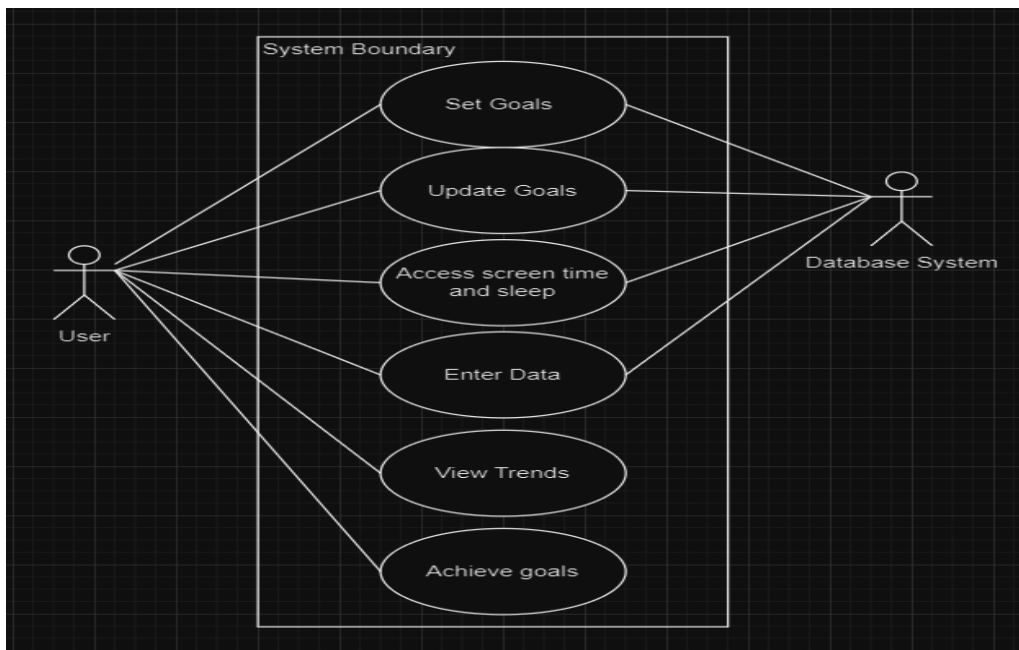 System Boundary
Set Goals
Update Goals
Access screen time
and sleep
Database System
User
Enter Data
View Trends
Achieve goals